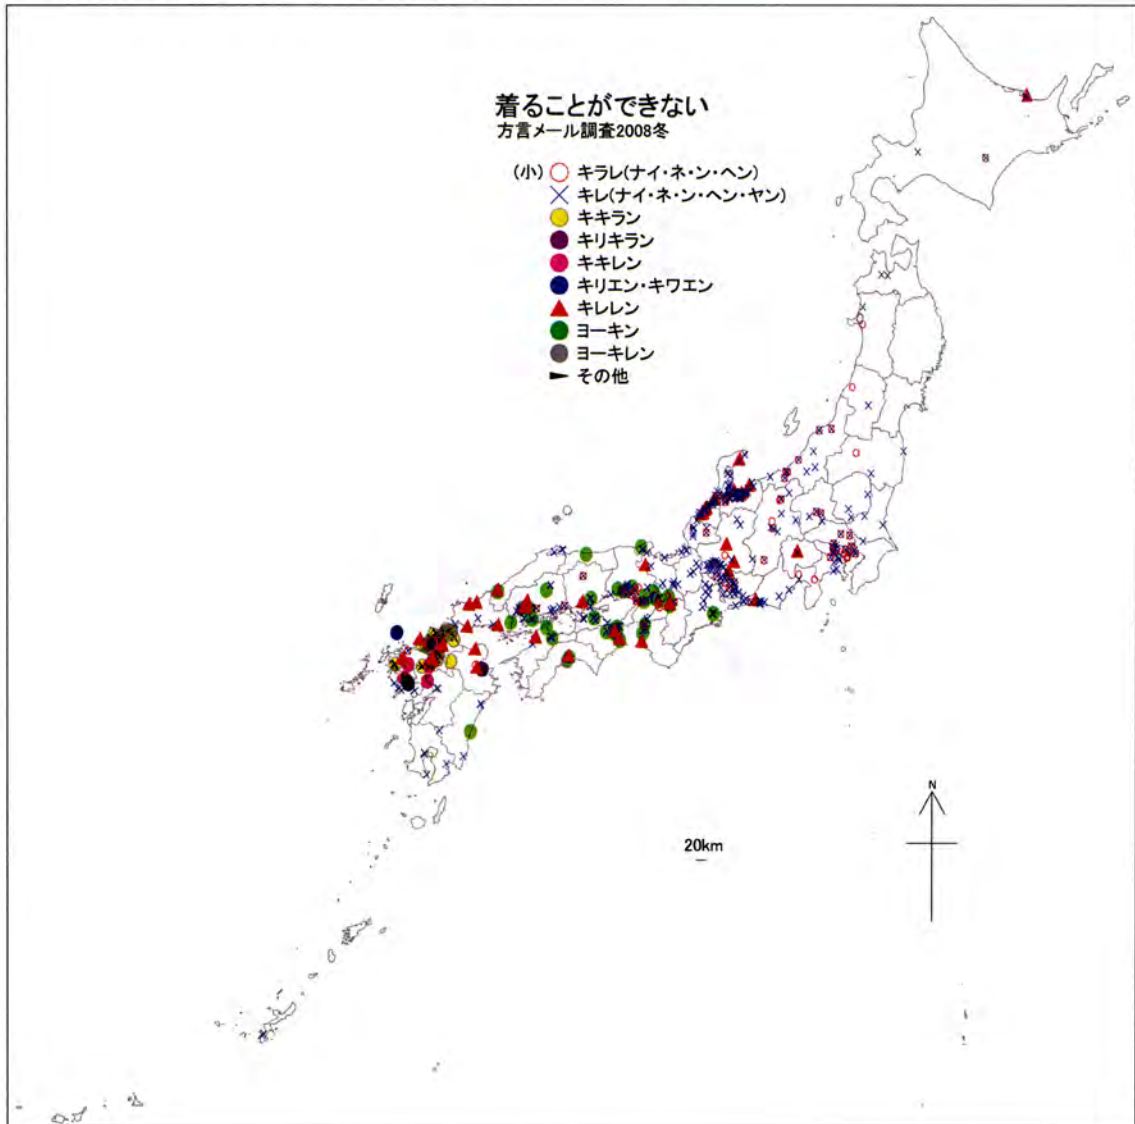 着ることができない
方言メール調査2008冬
(小) キラレ(ナイ・ネ・ン・ヘン)
キレ(ナイ・ネ・ン・ヘン・ヤン)
キキラン
キリキラン
キキレン
キリエン・キワエン
キレレン
ヨーキン
ヨーキレン
その他
N
20km